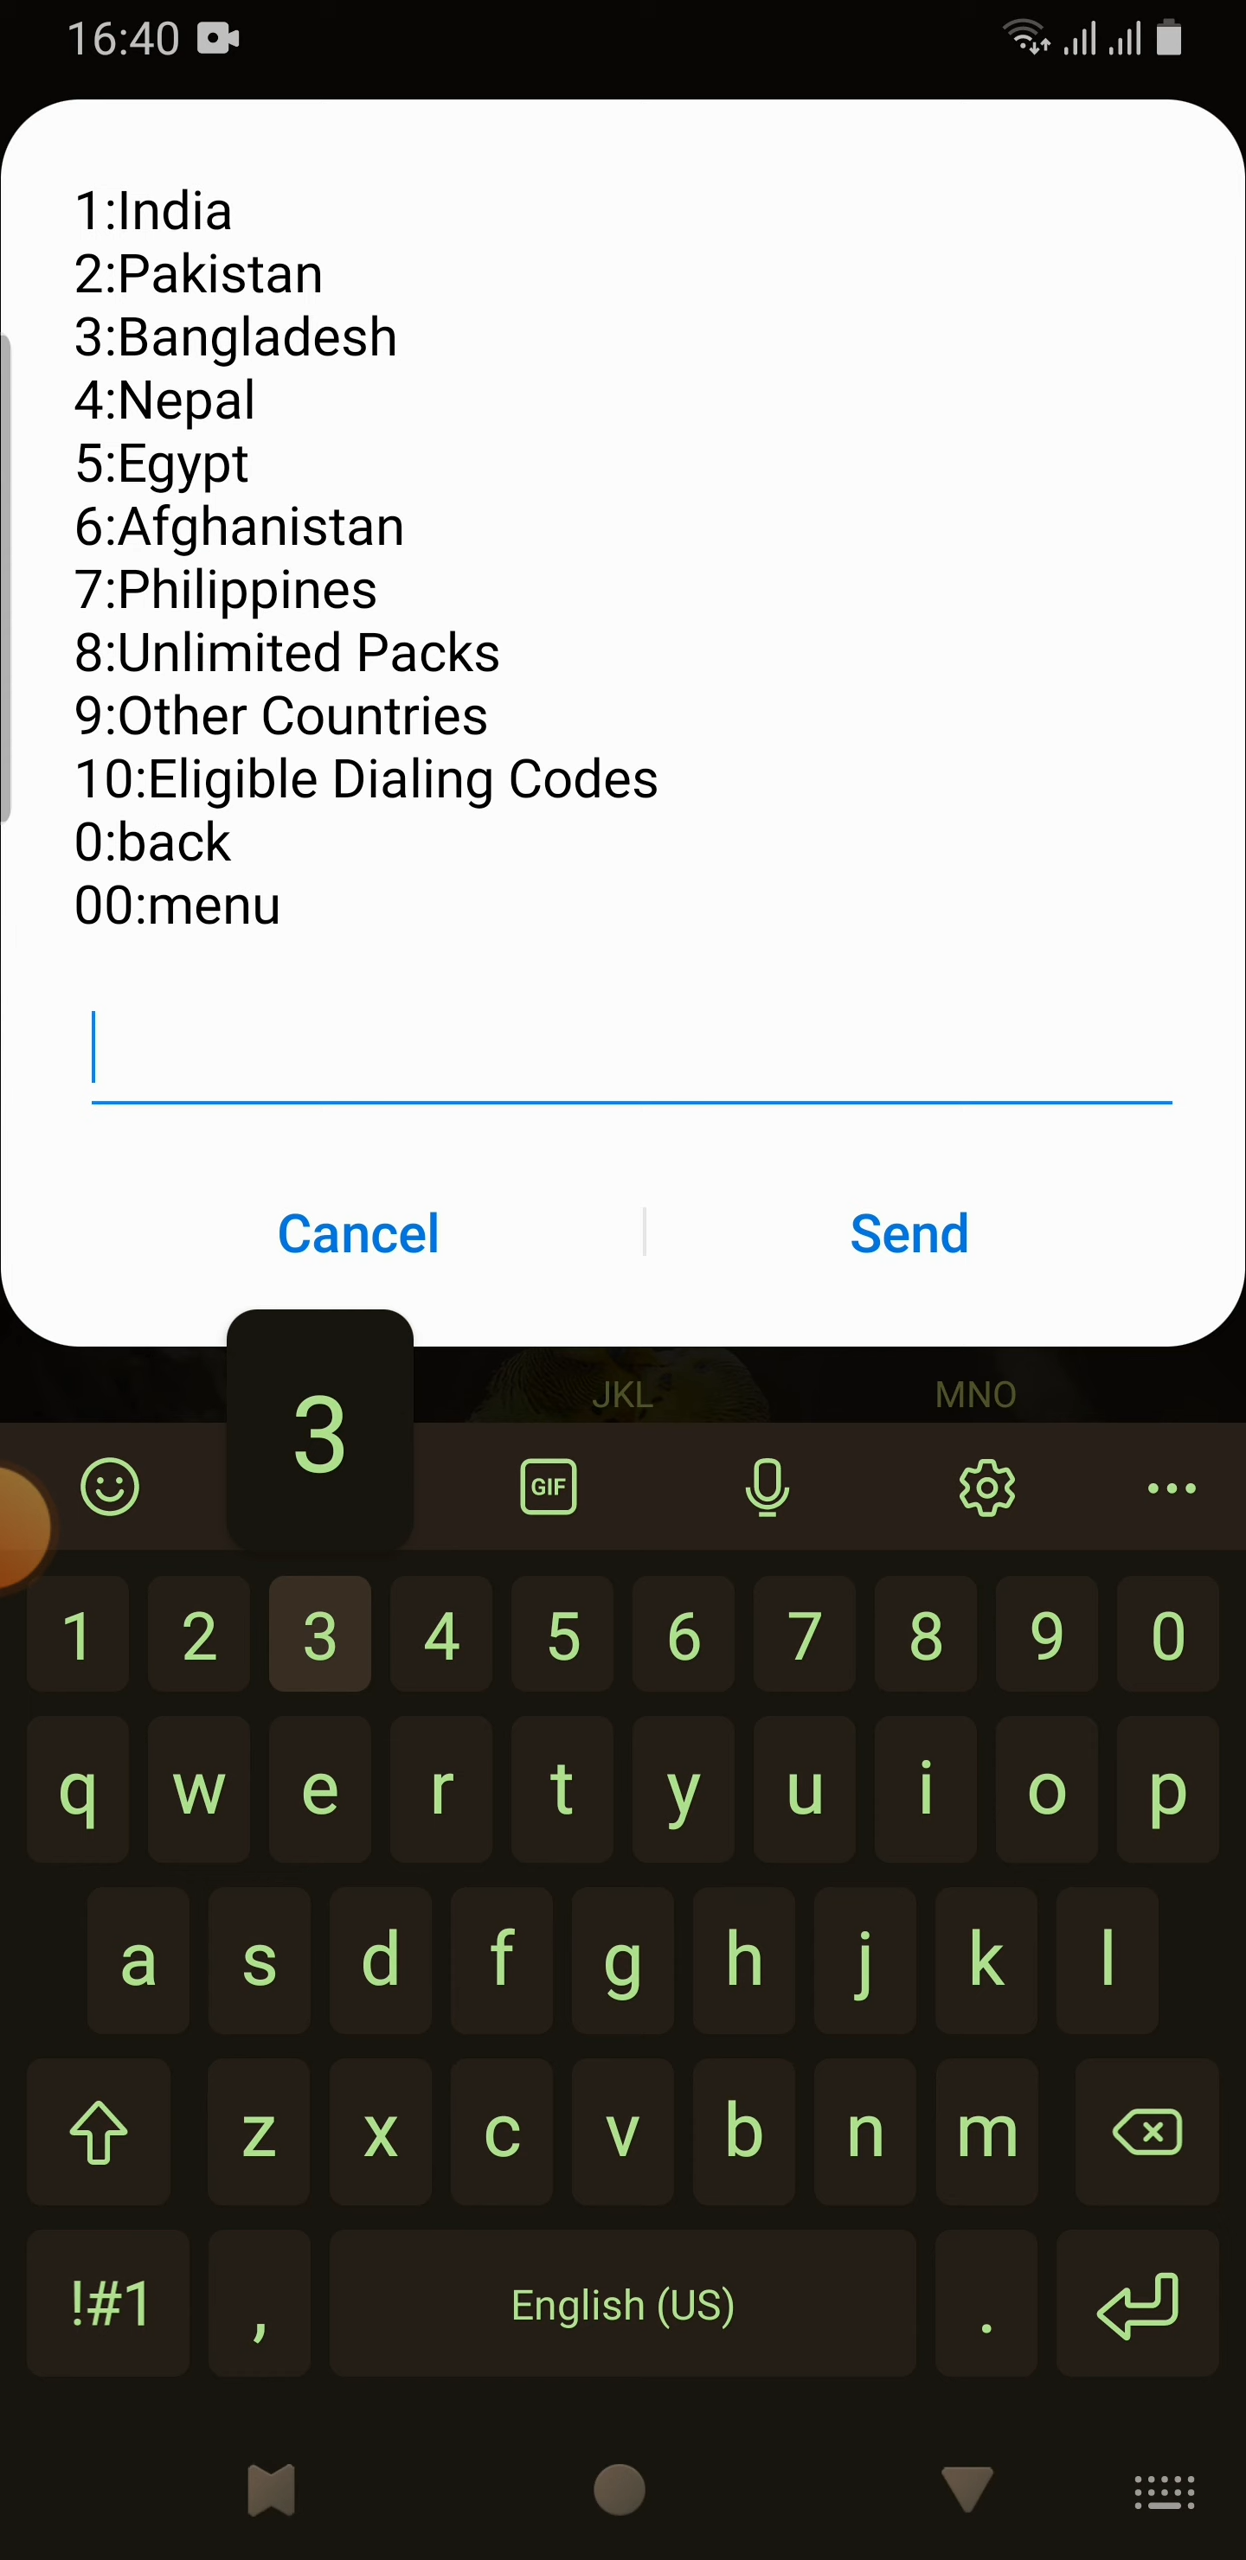 16:40
1:India
2:Pakistan
3:Bangladesh
4:Nepal
5:Egypt
6:Afghanistan
7:Philippines
8:Unlimited Packs
9:Other Countries
10:Eligible Dialing Codes
0:back
00:menu
Cancel Send
JKL MNO
3
GIF
1 2 3 4 5 6 7 8 9 0
q w e r t y u i o p
a s d f g h j k l
z x c v b n m
!#1 , English (US) .